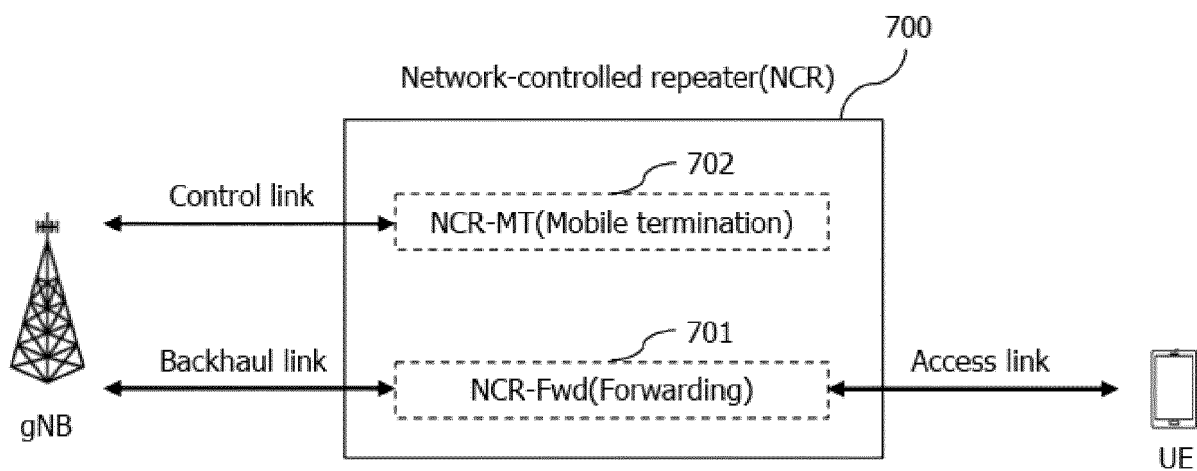 700
Network-controlled repeater(NCR)
702
Control link
NCR-MT(Mobile termination)
701
Backhaul link
Access link
NCR-Fwd(Forwarding)
gNB
UE